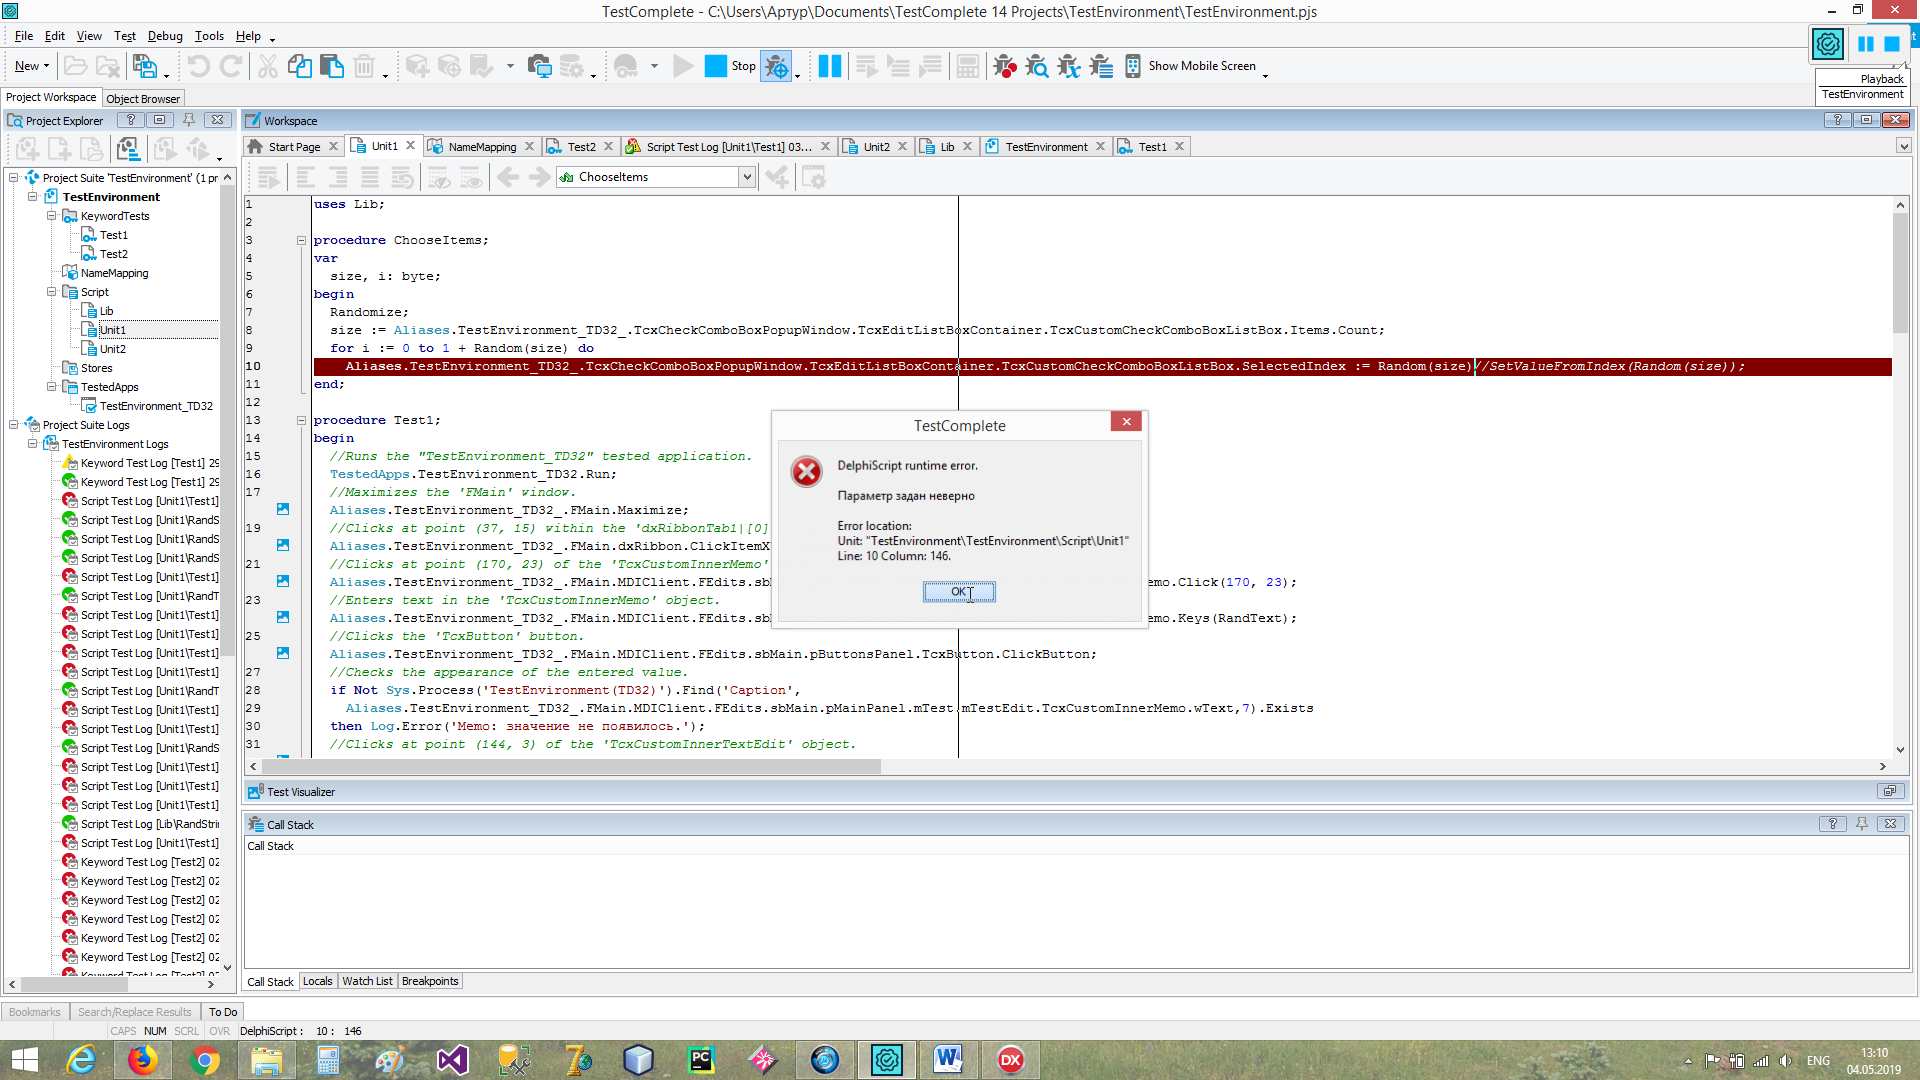 TestComplete - C:\Users\Артур\Documents\TestComplete 14 Projects\TestEnvironment\TestEnvironment.pjs
File Edit View Test Debug Tools Help
New Stop Show Mobile Screen
Playback
TestEnvironment
Project Workspace Object Browser
Project Explorer
Workspace
Start Page Unit1 NameMapping Test2 Script Test Log [Unit1\Test1] 03... Unit2 Lib TestEnvironment Test1
ChooseItems
Project Suite 'TestEnvironment' (1 pr
TestEnvironment
KeywordTests
Test1
Test2
NameMapping
Script
Lib
Unit1
Unit2
Stores
TestedApps
TestEnvironment_TD32
Project Suite Logs
TestEnvironment Logs
Keyword Test Log [Test1] 29
Keyword Test Log [Test1] 29
Script Test Log [Unit1\Test1]
Script Test Log [Unit1\RandS
Script Test Log [Unit1\RandS
Script Test Log [Unit1\RandS
Script Test Log [Unit1\Test1]
Script Test Log [Unit1\RandT
Script Test Log [Unit1\Test1]
Script Test Log [Unit1\Test1]
Script Test Log [Unit1\Test1]
Script Test Log [Unit1\Test1]
Script Test Log [Unit1\RandT
Script Test Log [Unit1\Test1]
Script Test Log [Unit1\Test1]
Script Test Log [Unit1\RandS
Script Test Log [Unit1\Test1]
Script Test Log [Unit1\Test1]
Script Test Log [Unit1\Test1]
Script Test Log [Lib\RandStri
Script Test Log [Unit1\Test1]
Keyword Test Log [Test2] 02
Keyword Test Log [Test2] 02
Keyword Test Log [Test2] 02
Keyword Test Log [Test2] 02
Keyword Test Log [Test2] 02
Keyword Test Log [Test2] 02
Keyword Test Log [Test2] 02
1 uses Lib;
2
3 procedure ChooseItems;
4 var
5 size, i: byte;
6 begin
7 Randomize;
8 size := Aliases.TestEnvironment_TD32_.TcxCheckComboBoxPopupWindow.TcxEditListBoxContainer.TcxCustomCheckComboBoxListBox.Items.Count;
9 for i := 0 to 1 + Random(size) do
10 Aliases.TestEnvironment_TD32_.TcxCheckComboBoxPopupWindow.TcxEditListBoxContainer.TcxCustomCheckComboBoxListBox.SelectedIndex := Random(size)//SetValueFromIndex(Random(size));
11 end;
12
13 procedure Test1;
14 begin
15 //Runs the "TestEnvironment_TD32" tested application.
16 TestedApps.TestEnvironment_TD32.Run;
17 //Maximizes the 'FMain' window.
Aliases.TestEnvironment_TD32_.FMain.Maximize;
19 //Clicks at point (37, 15) within the 'dxRibbonTab1|[0]
Aliases.TestEnvironment_TD32_.FMain.dxRibbon.ClickItemX
21 //Clicks at point (170, 23) of the 'TcxCustomInnerMemo'
Aliases.TestEnvironment_TD32_.FMain.MDIClient.FEdits.sb emo.Click(170, 23);
23 //Enters text in the 'TcxCustomInnerMemo' object.
Aliases.TestEnvironment_TD32_.FMain.MDIClient.FEdits.sb emo.Keys(RandText);
25 //Clicks the 'TcxButton' button.
Aliases.TestEnvironment_TD32_.FMain.MDIClient.FEdits.sbMain.pButtonsPanel.TcxButton.ClickButton;
27 //Checks the appearance of the entered value.
28 if Not Sys.Process('TestEnvironment(TD32)').Find('Caption',
29 Aliases.TestEnvironment_TD32_.FMain.MDIClient.FEdits.sbMain.pMainPanel.mTest.mTestEdit.TcxCustomInnerMemo.wText,7).Exists
30 then Log.Error('Memo: значение не появилось.');
31 //Clicks at point (144, 3) of the 'TcxCustomInnerTextEdit' object.
TestComplete
DelphiScript runtime error.
Параметр задан неверно
Error location:
Unit: "TestEnvironment\TestEnvironment\Script\Unit1"
Line: 10 Column: 146.
OK
Test Visualizer
Call Stack
Call Stack
Call Stack Locals Watch List Breakpoints
Bookmarks Search/Replace Results To Do
CAPS NUM SCRL OVR DelphiScript : 10 : 146
ENG
13:10
04.05.2019